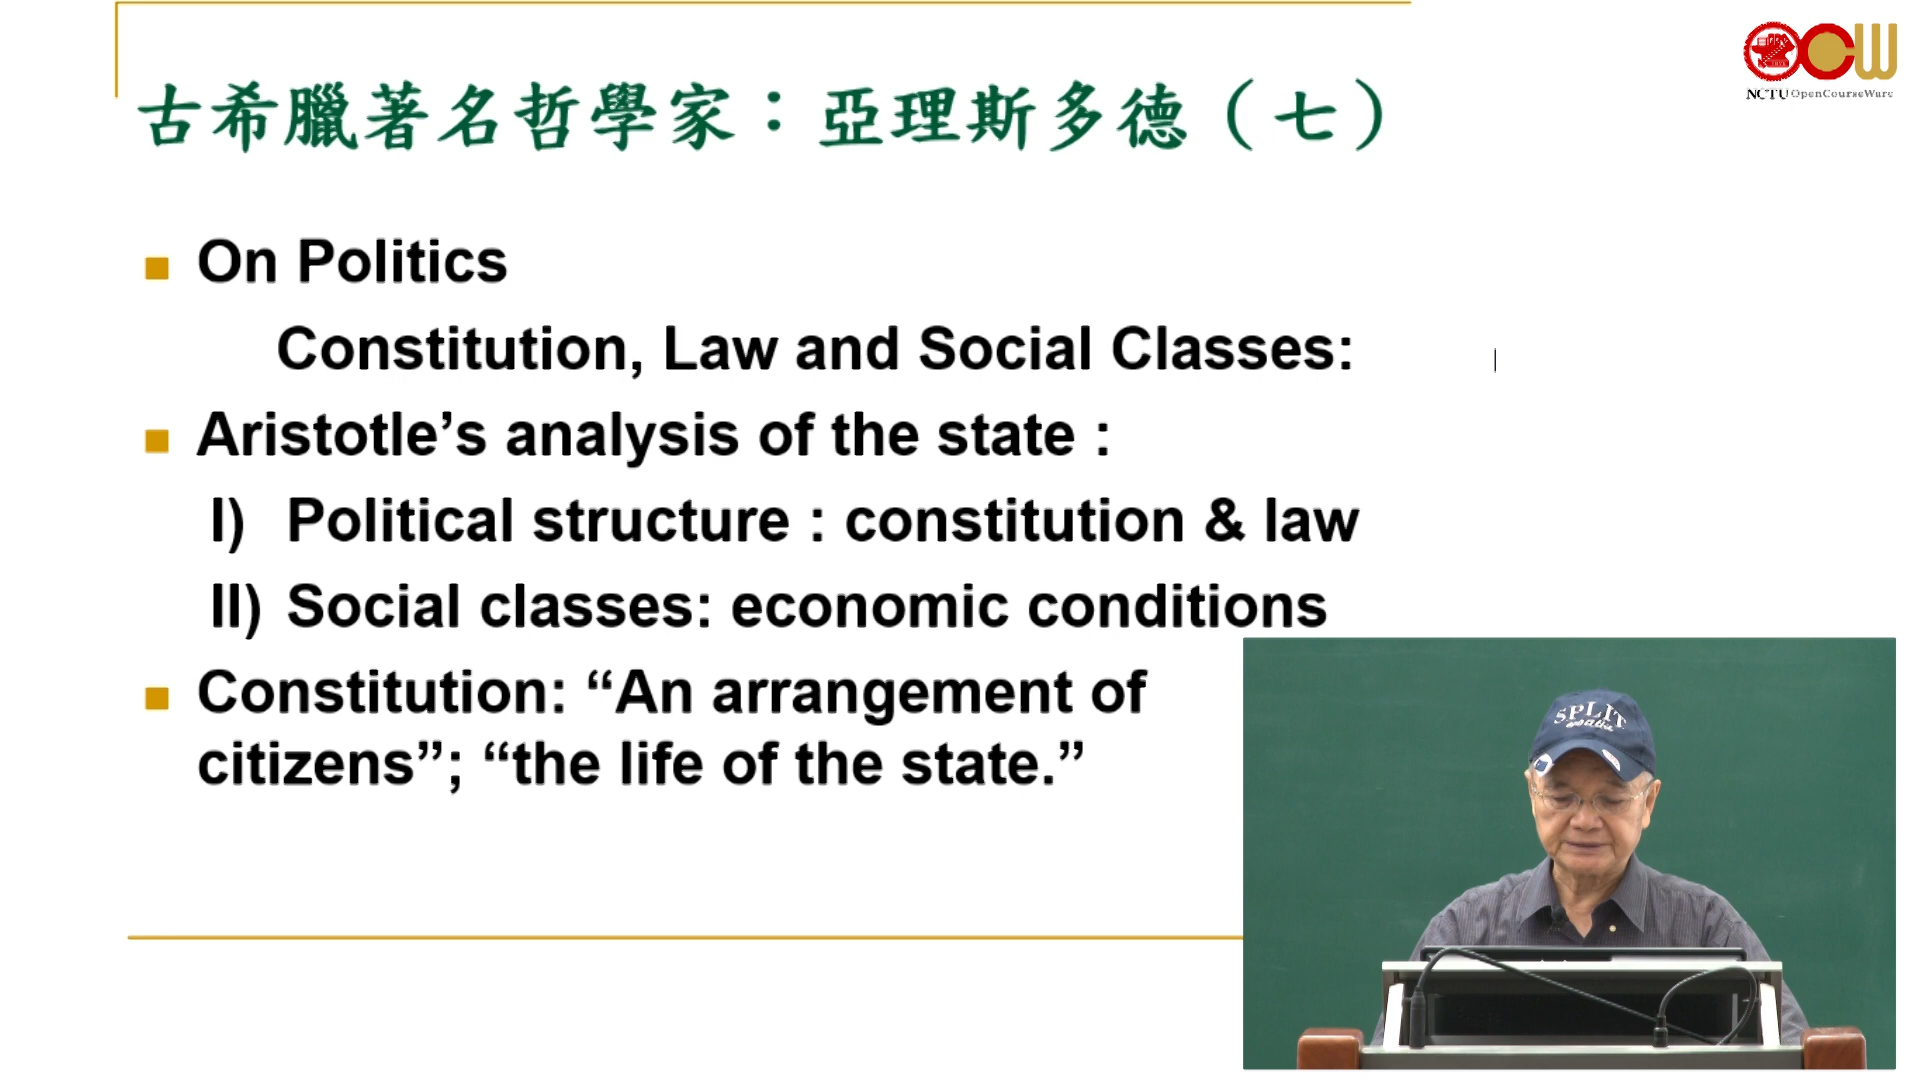 古希臘著名哲學家：亞理斯多德（七）
On Politics
Constitution, Law and Social Classes:
Aristotle’s analysis of the state :
I) Political structure : constitution & law
II) Social classes: economic conditions
Constitution: “An arrangement of
citizens”; “the life of the state.”
OCW
NCTU OpenCourseWare
SPLIT